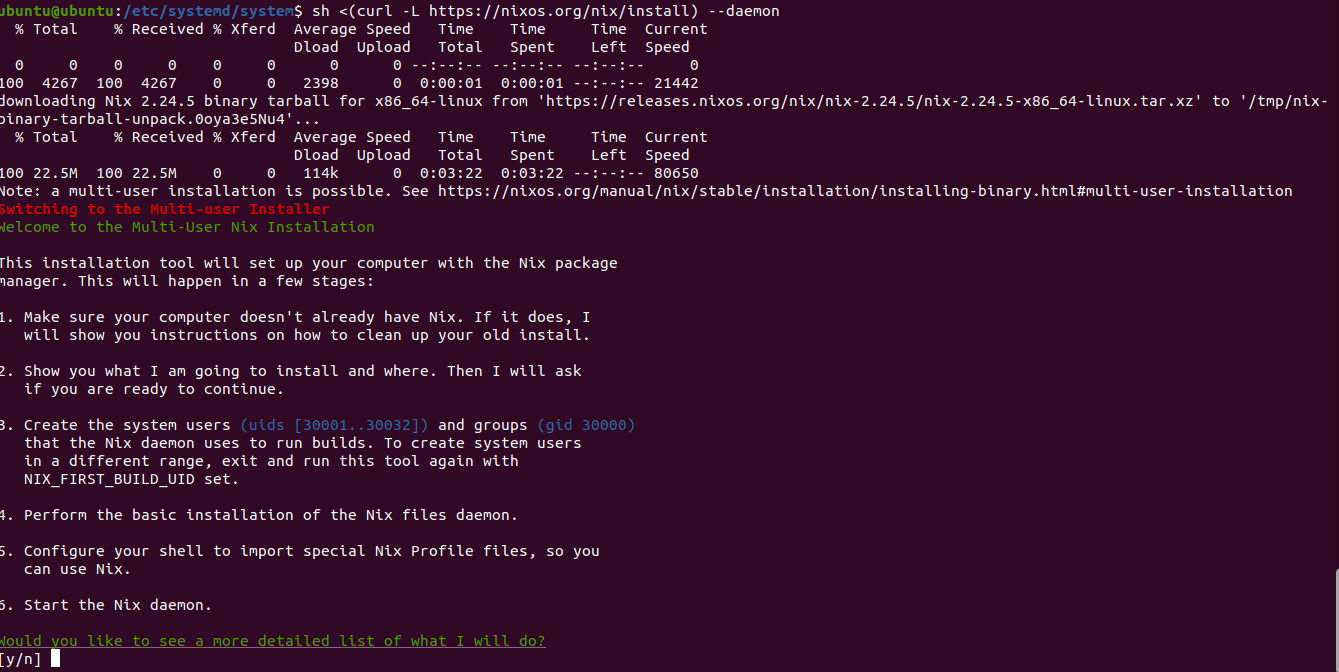 ubuntu@ubuntu:/etc/systemd/system$ sh <(curl -L https://nixos.org/nix/install) --daemon
  % Total    % Received % Xferd  Average Speed   Time    Time     Time  Current
                                 Dload  Upload   Total   Spent    Left  Speed
  0     0    0     0    0     0      0      0 --:--:-- --:--:-- --:--:--     0
100  4267  100  4267    0     0   2398      0  0:00:01  0:00:01 --:--:-- 21442
downloading Nix 2.24.5 binary tarball for x86_64-linux from 'https://releases.nixos.org/nix/nix-2.24.5/nix-2.24.5-x86_64-linux.tar.xz' to '/tmp/nix-
binary-tarball-unpack.0oya3e5Nu4'...
  % Total    % Received % Xferd  Average Speed   Time    Time     Time  Current
                                 Dload  Upload   Total   Spent    Left  Speed
100 22.5M  100 22.5M    0     0   114k      0  0:03:22  0:03:22 --:--:-- 80650
Note: a multi-user installation is possible. See https://nixos.org/manual/nix/stable/installation/installing-binary.html#multi-user-installation
Switching to the Multi-user Installer
Welcome to the Multi-User Nix Installation
This installation tool will set up your computer with the Nix package
manager. This will happen in a few stages:
1. Make sure your computer doesn't already have Nix. If it does, I
   will show you instructions on how to clean up your old install.
2. Show you what I am going to install and where. Then I will ask
   if you are ready to continue.
3. Create the system users (uids [30001..30032]) and groups (gid 30000)
   that the Nix daemon uses to run builds. To create system users
   in a different range, exit and run this tool again with
   NIX_FIRST_BUILD_UID set.
4. Perform the basic installation of the Nix files daemon.
5. Configure your shell to import special Nix Profile files, so you
   can use Nix.
6. Start the Nix daemon.
Would you like to see a more detailed list of what I will do?
[y/n]